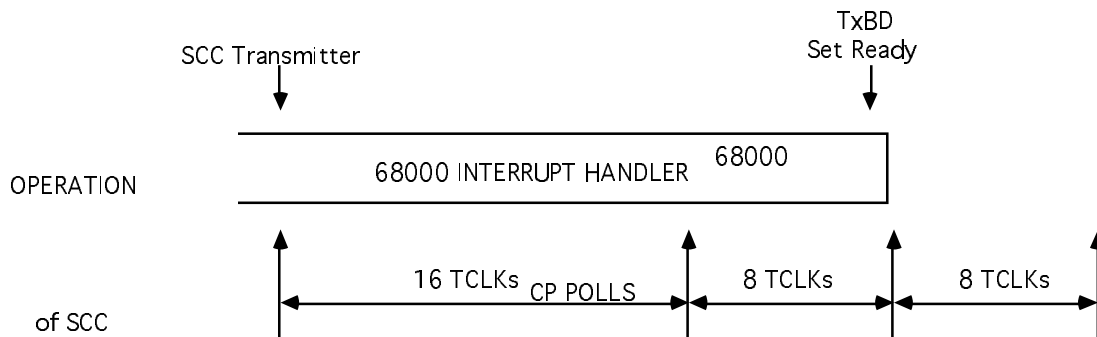 TxBD
Set Ready
SCC Transmitter
68000
68000 INTERRUPT HANDLER
OPERATION
16 TCLKs
8 TCLKs
8 TCLKs
CP POLLS
of SCC